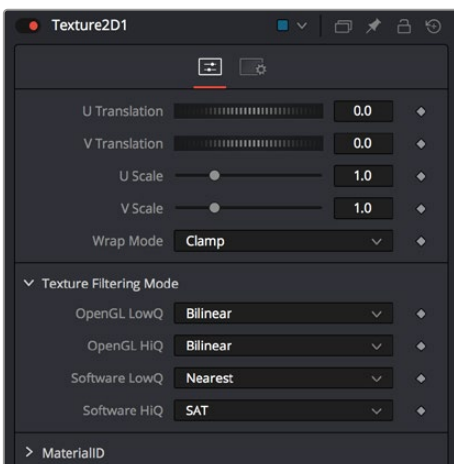 Texture2D1
U Translation 0.0
V Translation 0.0
U Scale 1.0
V Scale 1.0
Wrap Mode Clamp
Texture Filtering Mode
OpenGL LowQ Bilinear
OpenGL HiQ Bilinear
Software LowQ Nearest
Software HiQ SAT
MaterialID